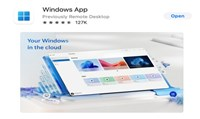 Windows App
Previously Remote Desktop
★★★★★ 127K
Open
Your Windows
in the cloud